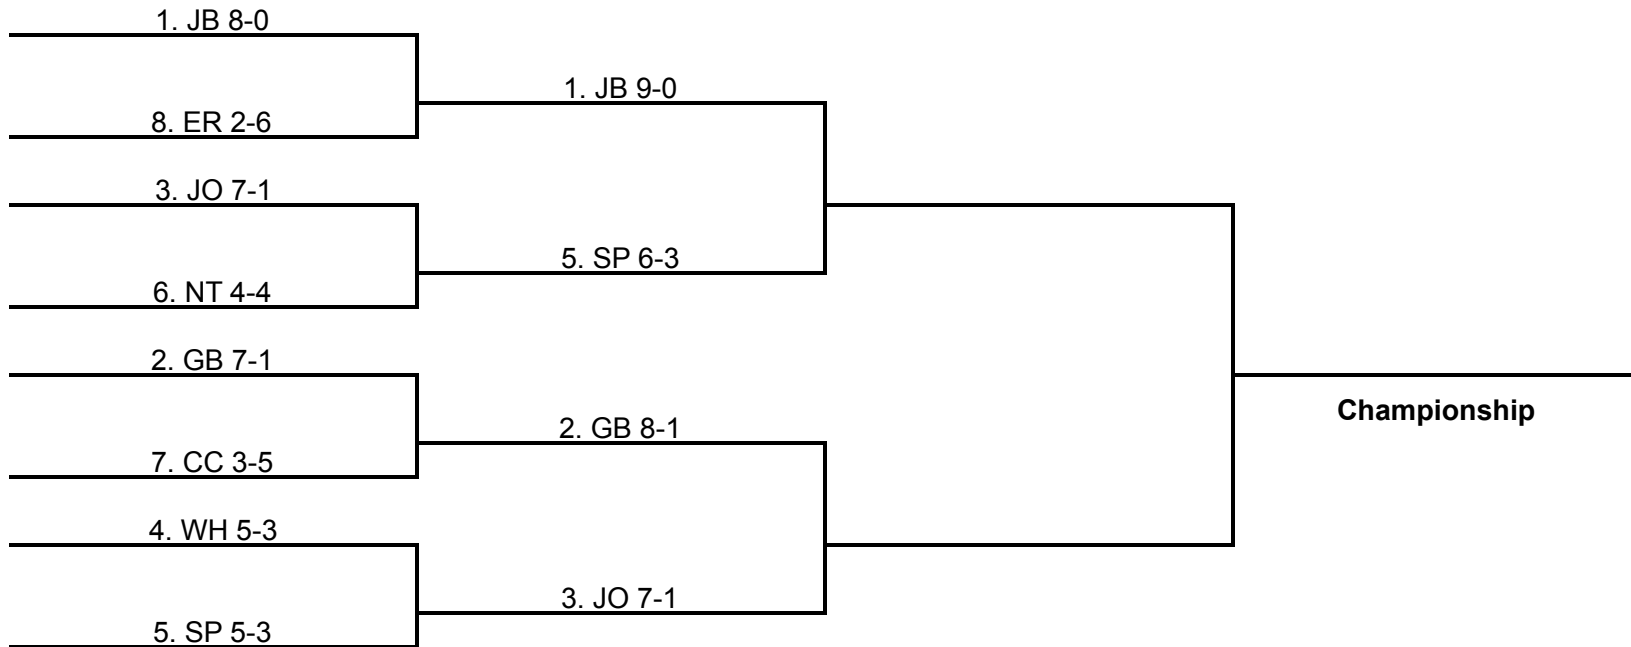 1. JB 8-0
8. ER 2-6
3. JO 7-1
6. NT 4-4
2. GB 7-1
7. CC 3-5
4. WH 5-3
5. SP 5-3
1. JB 9-0
5. SP 6-3
2. GB 8-1
3. JO 7-1
Championship